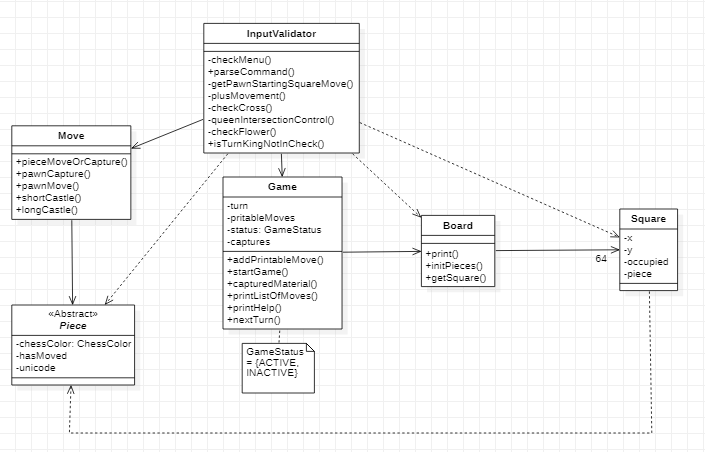 InputValidator
-checkMenu()
+parseCommand()
-getPawnStartingSquareMove()
-plusMovement()
-checkCross()
-queenIntersectionControl()
-checkFlower()
+isTurnKingNotInCheck()
Move
+pieceMoveOrCapture()
+pawnCapture()
+pawnMove()
+shortCastle()
+longCastle()
Game
-turn
-pritableMoves
-status: GameStatus
-captures
+addPrintableMove()
+startGame()
+capturedMaterial()
+printListOfMoves()
+printHelp()
+nextTurn()
Board
+print()
+initPieces()
+getSquare()
Square
-x
-y
-occupied
-piece
64
«Abstract»
Piece
-chessColor: ChessColor
-hasMoved
-unicode
GameStatus
= {ACTIVE,
INACTIVE}